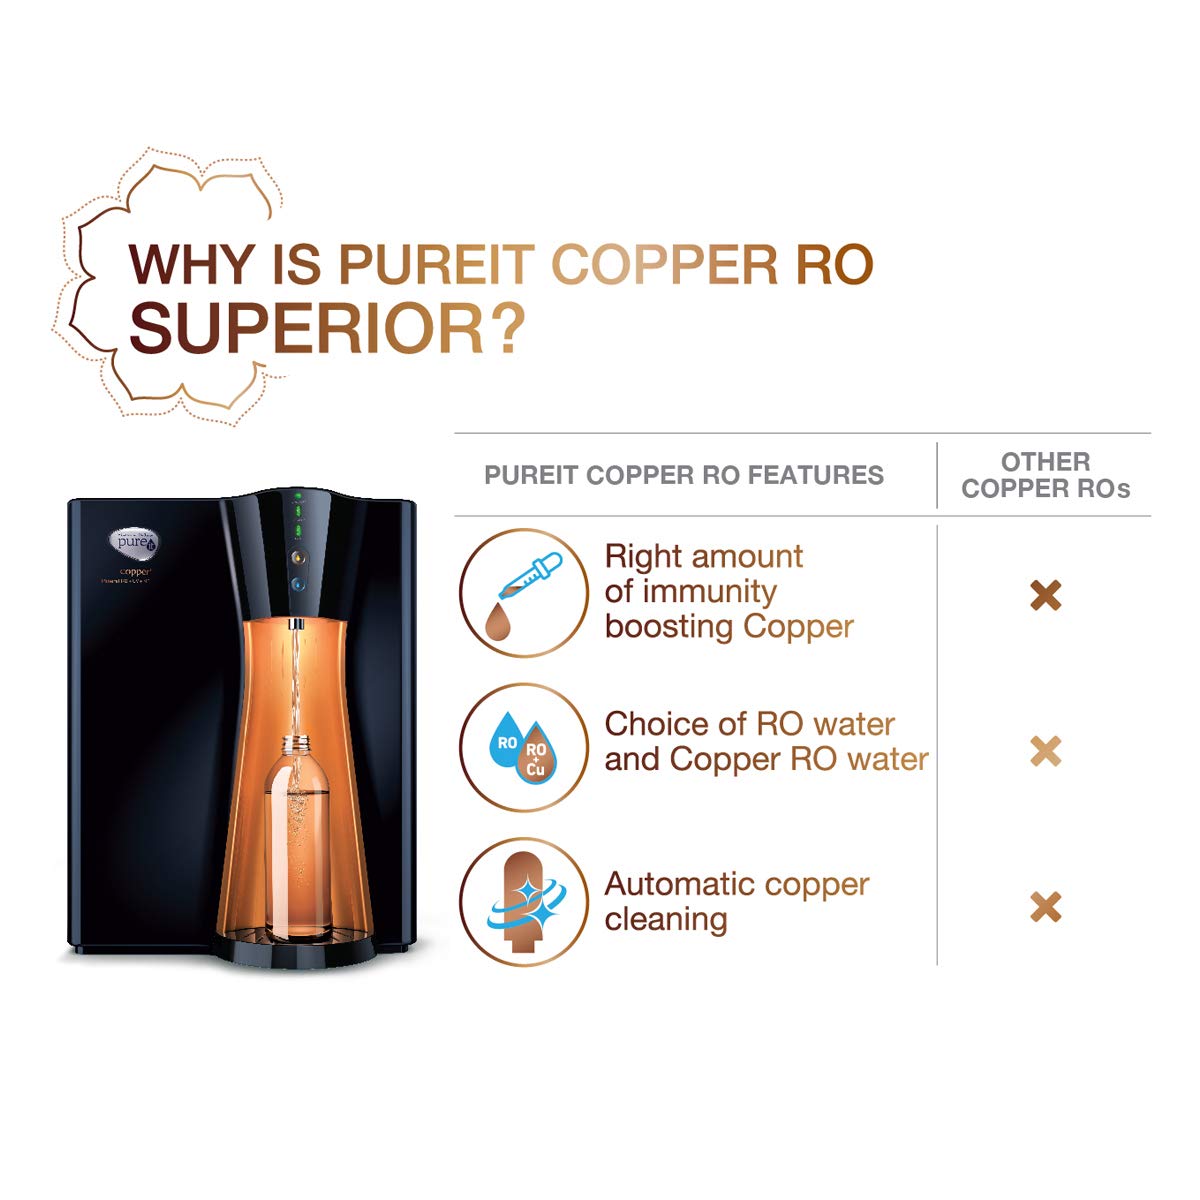 WHY IS PUREIT COPPER RO
SUPERIOR?
PUREIT COPPER RO FEATURES
OTHER
COPPER ROs
Right amount
of immunity
boosting Copper
RO
RO
+
Cu
Choice of RO water
and Copper RO water
Automatic copper
cleaning
pureit
copper+